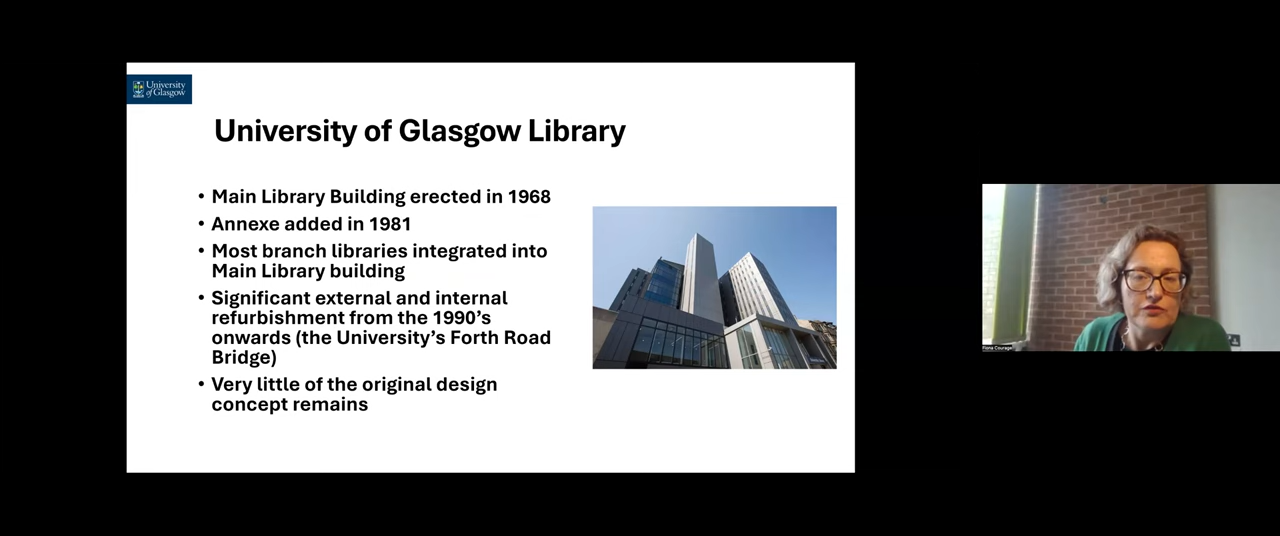 University
of Glasgow
University of Glasgow Library
• Main Library Building erected in 1968
• Annexe added in 1981
• Most branch libraries integrated into
Main Library building
• Significant external and internal
refurbishment from the 1990’s
onwards (the University’s Forth Road
Bridge)
• Very little of the original design
concept remains
Fiona Courage